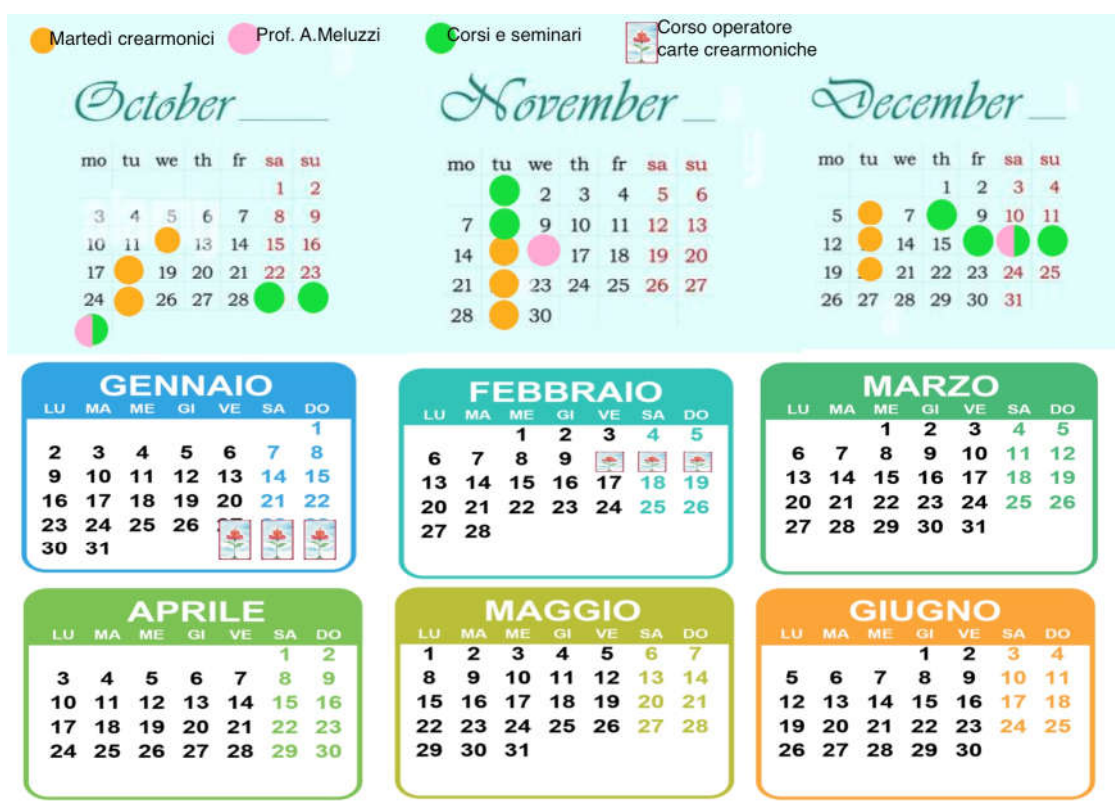 Martedì crearmonici Prof. A.Meluzzi Corsi e seminari Corso operatore
carte crearmoniche
October
mo tu we th fr sa su
1 2
3 4 5 6 7 8 9
10 11 13 14 15 16
17 19 20 21 22 23
24 26 27 28
November
mo tu we th fr sa su
2 3 4 5 6
7 9 10 11 12 13
14 17 18 19 20
21 23 24 25 26 27
28 30
December
mo tu we th fr sa su
1 2 3 4
5 7 9 10 11
12 14 15
19 21 22 23 24 25
26 27 28 29 30 31
GENNAIO
LU MA ME GI VE SA DO
1
2 3 4 5 6 7 8
9 10 11 12 13 14 15
16 17 18 19 20 21 22
23 24 25 26
30 31
FEBBRAIO
LU MA ME GI VE SA DO
1 2 3 4 5
6 7 8 9
13 14 15 16 17 18 19
20 21 22 23 24 25 26
27 28
MARZO
LU MA ME GI VE SA DO
1 2 3 4 5
6 7 8 9 10 11 12
13 14 15 16 17 18 19
20 21 22 23 24 25 26
27 28 29 30 31
APRILE
LU MA ME GI VE SA DO
1 2
3 4 5 6 7 8 9
10 11 12 13 14 15 16
17 18 19 20 21 22 23
24 25 26 27 28 29 30
MAGGIO
LU MA ME GI VE SA DO
1 2 3 4 5 6 7
8 9 10 11 12 13 14
15 16 17 18 19 20 21
22 23 24 25 26 27 28
29 30 31
GIUGNO
LU MA ME GI VE SA DO
1 2 3 4
5 6 7 8 9 10 11
12 13 14 15 16 17 18
19 20 21 22 23 24 25
26 27 28 29 30